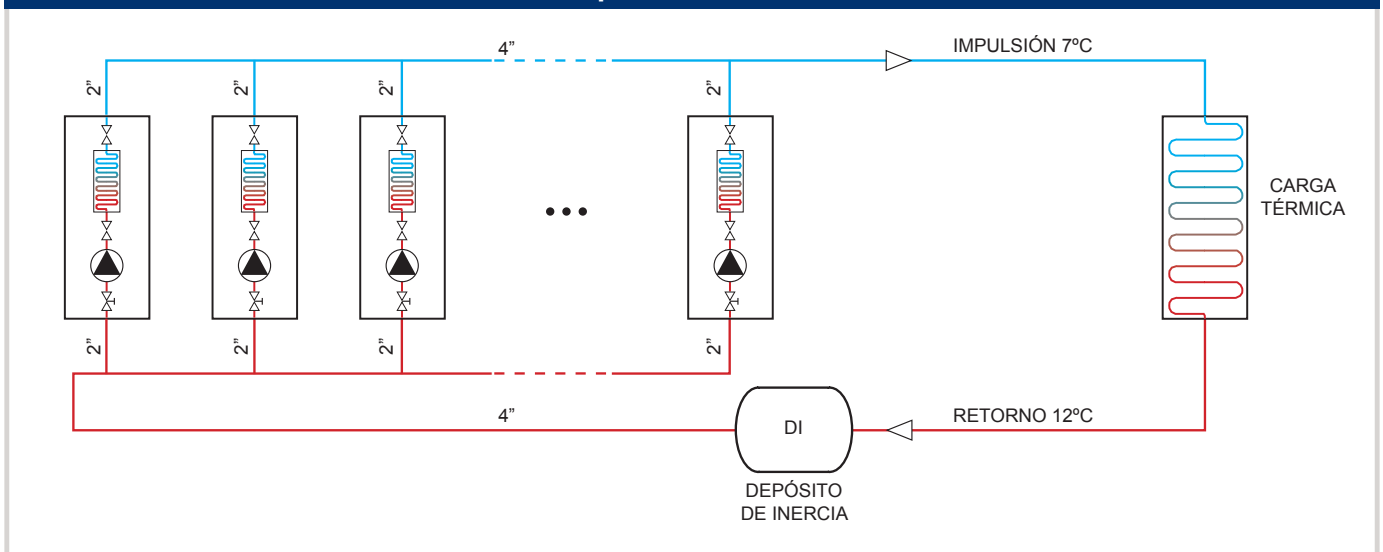 4”
IMPULSIÓN 7ºC
2”
2”
2”
2”
CARGA
TÉRMICA
2”
2”
2”
2”
4”
DI
RETORNO 12ºC
DEPÓSITO
DE INERCIA